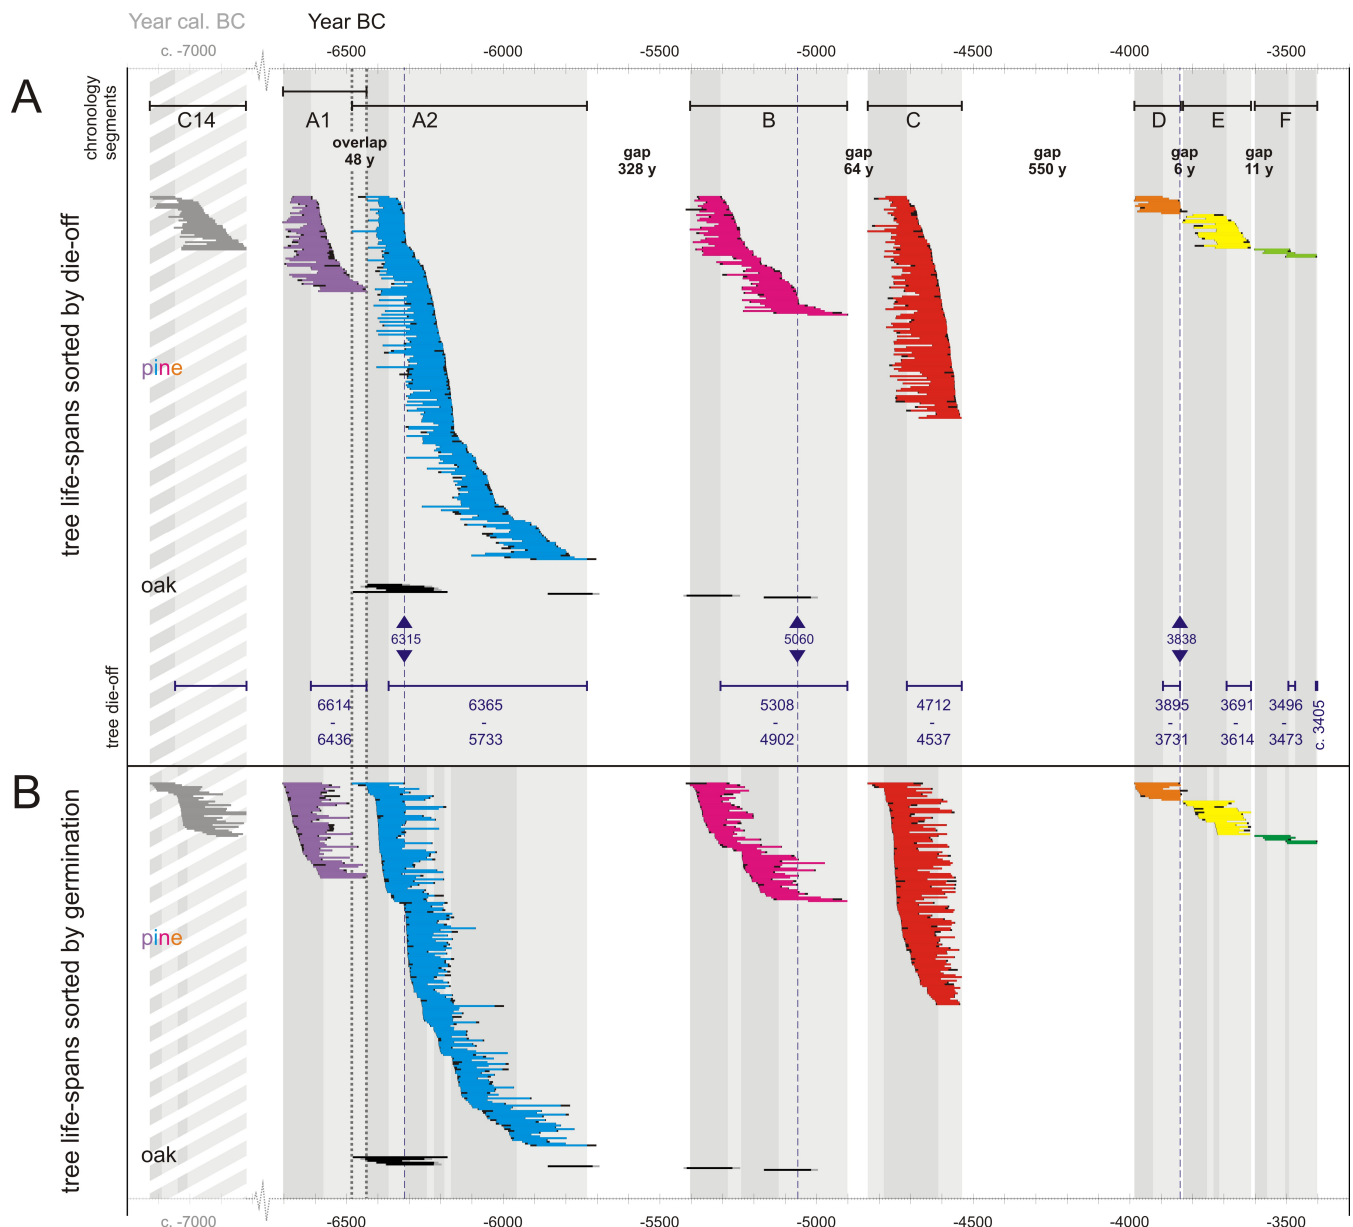 Year cal. BC
Year BC
c. -7000
-6500
-6000
-5500
-5000
-4500
-4000
-3500
A
chronology
segments
C14
A1
A2
B
C
D
E
F
overlap
48 y
gap
328 y
gap
64 y
gap
550 y
gap
6 y
gap
11 y
tree life-spans sorted by die-off
pine
oak
6315
5060
3838
tree die-off
6614
-
6436
6365
-
5733
5308
-
4902
4712
-
4537
3895
-
3731
3691
-
3614
3496
-
3473
c. 3405
B
tree life-spans sorted by germination
pine
oak
c. -7000
-6500
-6000
-5500
-5000
-4500
-4000
-3500